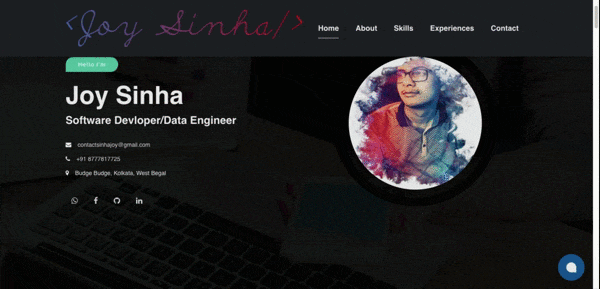 <Joy Sinha/>
Home About Skills Experiences Contact
Joy Sinha
Software Devloper/Data Engineer
contactsinhajoy@gmail.com
+91 8777817725
Budge Budge, Kolkata, West Begal